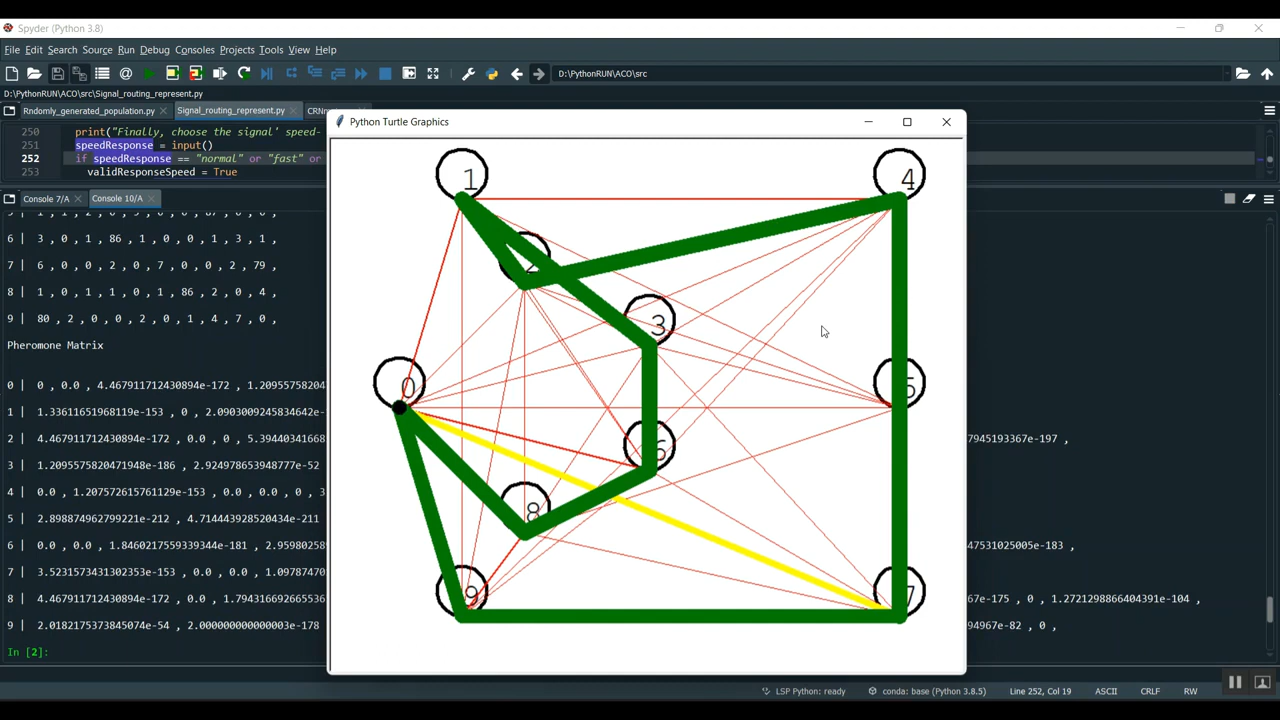 Spyder (Python 3.8)
File Edit Search Source Run Debug Consoles Projects Tools View Help
D:\PythonRUN\ACO\src
D:\PythonRUN\ACO\src\Signal_routing_represent.py
Rndomly_generated_population.py Signal_routing_represent.py
250 print("Finally, choose the signal' speed-
251 speedResponse = input()
252 if speedResponse == "normal" or "fast" or
253 validResponseSpeed = True
Console 7/A Console 10/A
Python Turtle Graphics
1
4
2
3
0
5
6
8
9
7
6 | 3 , 0 , 1 , 86 , 1 , 0 , 0 , 1 , 3 , 1 ,
7 | 6 , 0 , 0 , 2 , 0 , 7 , 0 , 0 , 2 , 79 ,
8 | 1 , 0 , 1 , 1 , 0 , 1 , 86 , 2 , 0 , 4 ,
9 | 80 , 2 , 0 , 0 , 2 , 0 , 1 , 4 , 7 , 0 ,
Pheromone Matrix
0 | 0 , 0.0 , 4.467911712430894e-172 , 1.20955758204
1 | 1.33611651968119e-153 , 0 , 2.0903009245834642e-
2 | 4.467911712430894e-172 , 0.0 , 0 , 5.39440341668 7945193367e-197 ,
3 | 1.2095575820471948e-186 , 2.924978653948777e-52
4 | 0.0 , 1.207572615761129e-153 , 0.0 , 0.0 , 0 , 3
5 | 2.898874962799221e-212 , 4.714443928520434e-211
6 | 0.0 , 0.0 , 1.8460217559339344e-181 , 2.95980258 47531025005e-183 ,
7 | 3.5231573431302353e-153 , 0.0 , 0.0 , 1.09787470
8 | 4.467911712430894e-172 , 0.0 , 1.79431669266553 e-175 , 0 , 1.2721298866404391e-104 ,
9 | 2.0182175373845074e-54 , 2.000000000000003e-178 94967e-82 , 0 ,
In [2]:
LSP Python: ready conda: base (Python 3.8.5) Line 252, Col 19 ASCII CRLF RW